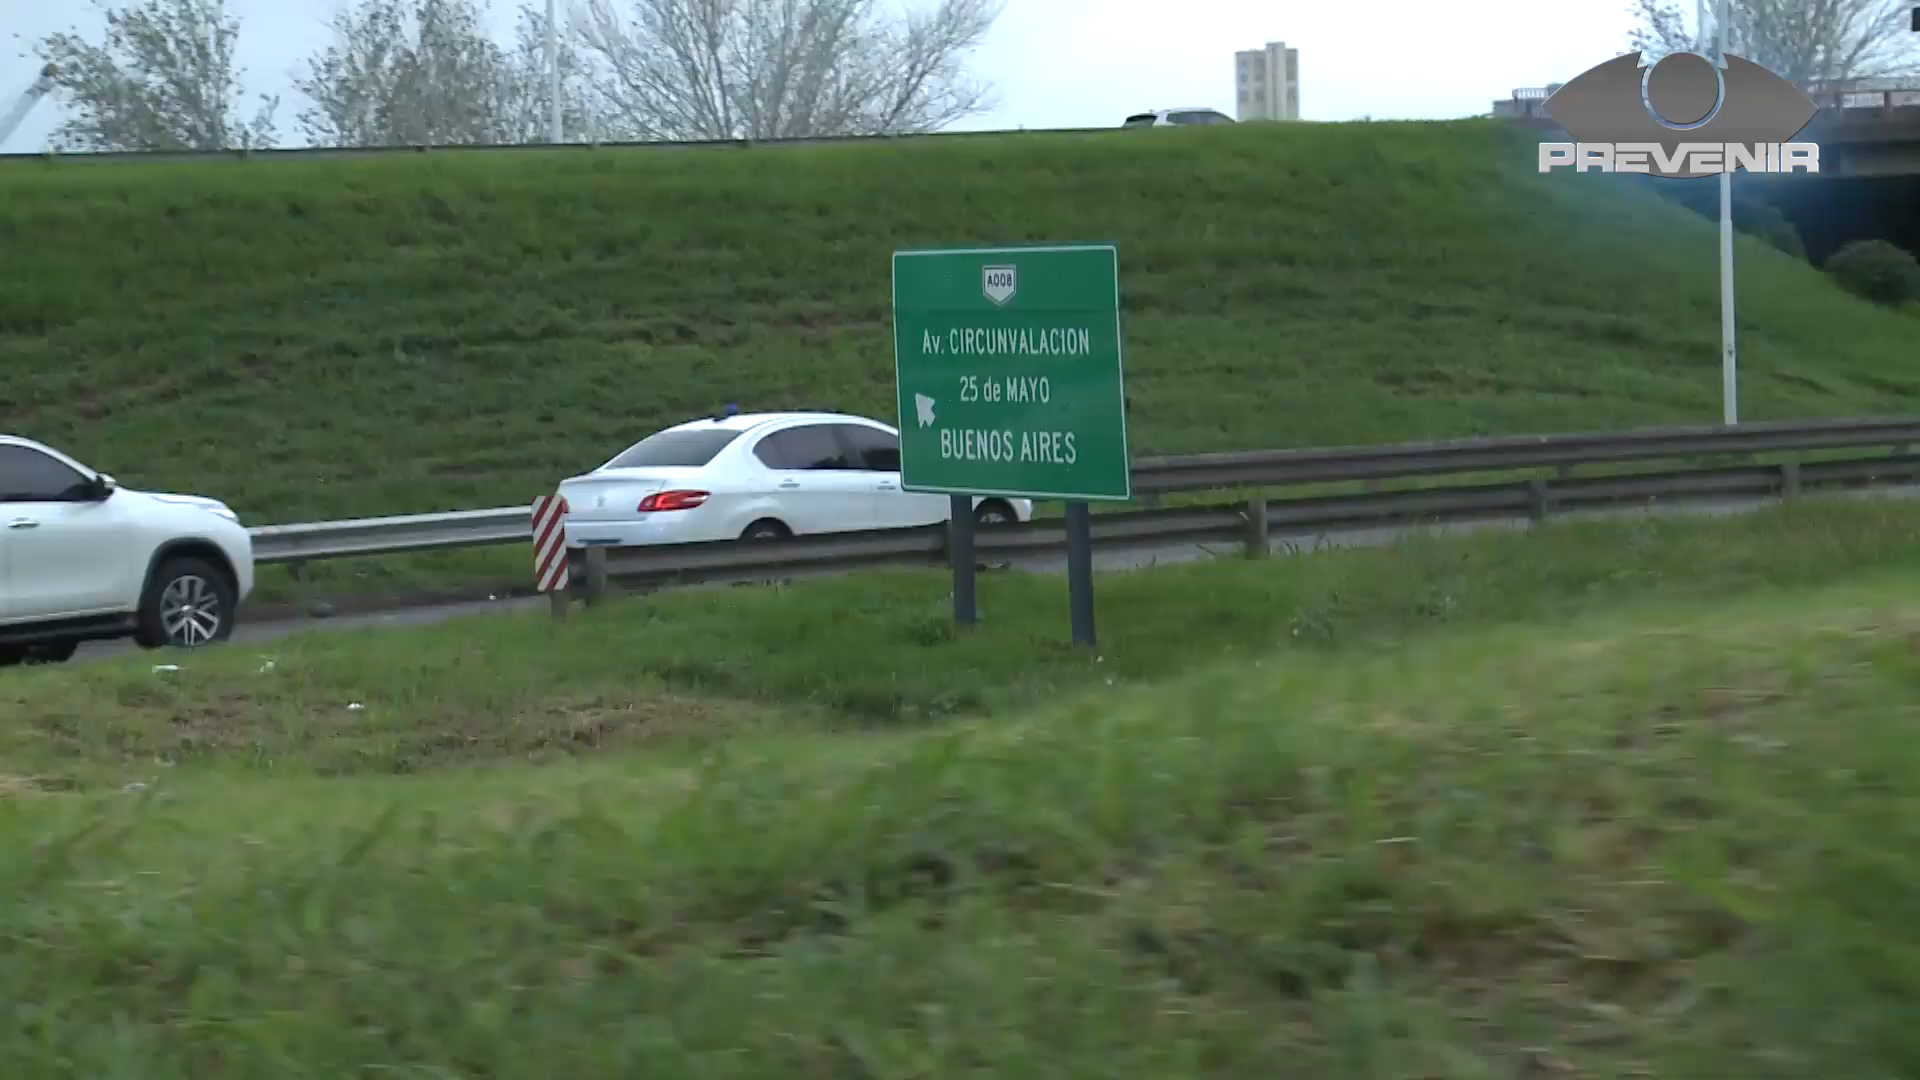 PREVENIR
A008
Av. CIRCUNVALACION
25 de MAYO
BUENOS AIRES